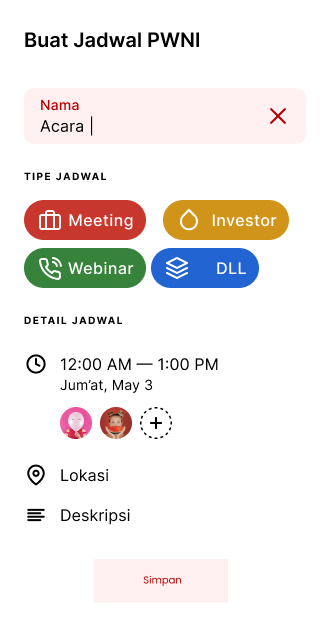 Buat Jadwal PWNI
Nama
Acara
TIPE JADWAL
Meeting
Investor
Webinar
DLL
DETAIL JADWAL
12:00 AM — 1:00 PM
Jum'at, May 3
Lokasi
Deskripsi
Simpan